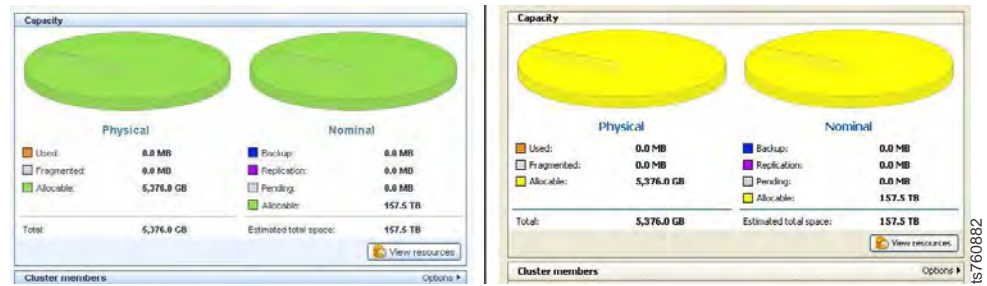 Capacity
Physical
Nominal
Used: 0.0 MB
Backup: 0.0 MB
Fragmented: 0.0 MB
Replication: 0.0 MB
Allocable: 5,376.0 GB
Pending: 0.0 MB
Allocable: 157.5 TB
Total: 5,376.0 GB
Estimated total space: 157.5 TB
View resources
Cluster members
Options
Capacity
Physical
Nominal
Used: 0.0 MB
Backup: 0.0 MB
Fragmented: 0.0 MB
Replication: 0.0 MB
Allocable: 5,376.0 GB
Pending: 0.0 MB
Allocable: 157.5 TB
Total: 5,376.0 GB
Estimated total space: 157.5 TB
View resources
Cluster members
Options
ts760882